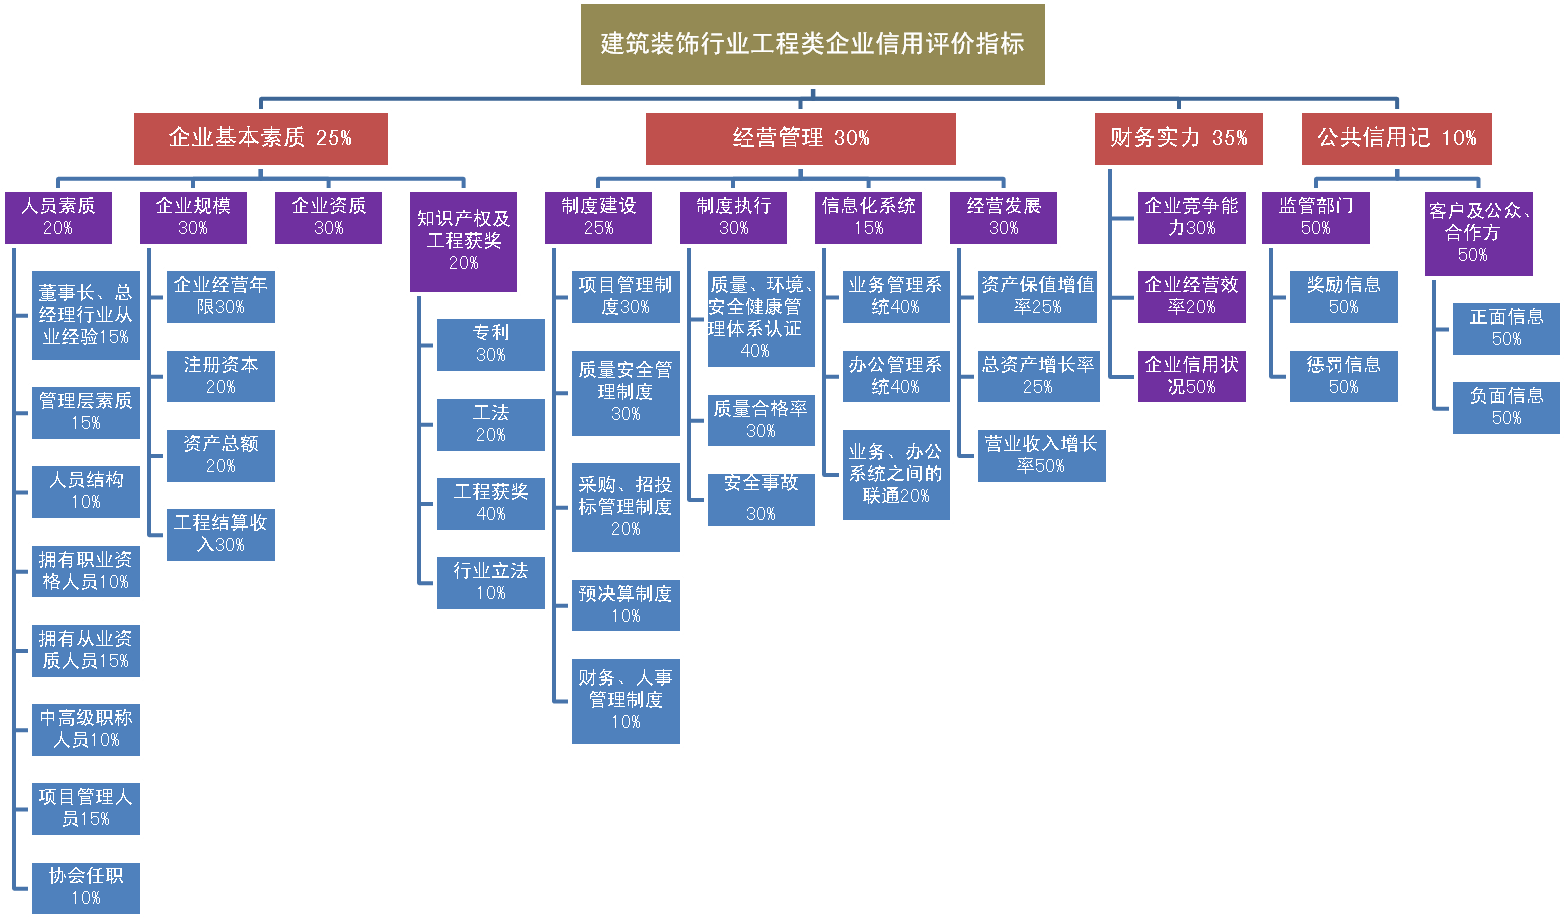 建筑装饰行业工程类企业信用评价指标
企业基本素质 25%
人员素质
20%
董事长、总
经理行业从
业经验15%
管理层素质
15%
人员结构
10%
拥有职业资
格人员10%
拥有从业资
质人员15%
中高级职称
人员10%
项目管理人
员15%
协会任职
10%
企业规模
30%
企业经营年
限30%
注册资本
20%
资产总额
20%
工程结算收
入30%
企业资质
30%
知识产权及
工程获奖
20%
专利
30%
工法
20%
工程获奖
40%
行业立法
10%
经营管理 30%
制度建设
25%
项目管理制
度30%
质量安全管
理制度
30%
采购、招投
标管理制度
20%
预决算制度
10%
财务、人事
管理制度
10%
制度执行
30%
质量、环境、
安全健康管
理体系认证
40%
质量合格率
30%
安全事故
30%
信息化系统
15%
业务管理系
统40%
办公管理系
统40%
业务、办公
系统之间的
联通20%
经营发展
30%
资产保值增值
率25%
总资产增长率
25%
营业收入增长
率50%
财务实力 35%
企业竞争能
力30%
企业经营效
率20%
企业信用状
况50%
公共信用记 10%
监管部门
50%
奖励信息
50%
惩罚信息
50%
客户及公众、
合作方
50%
正面信息
50%
负面信息
50%